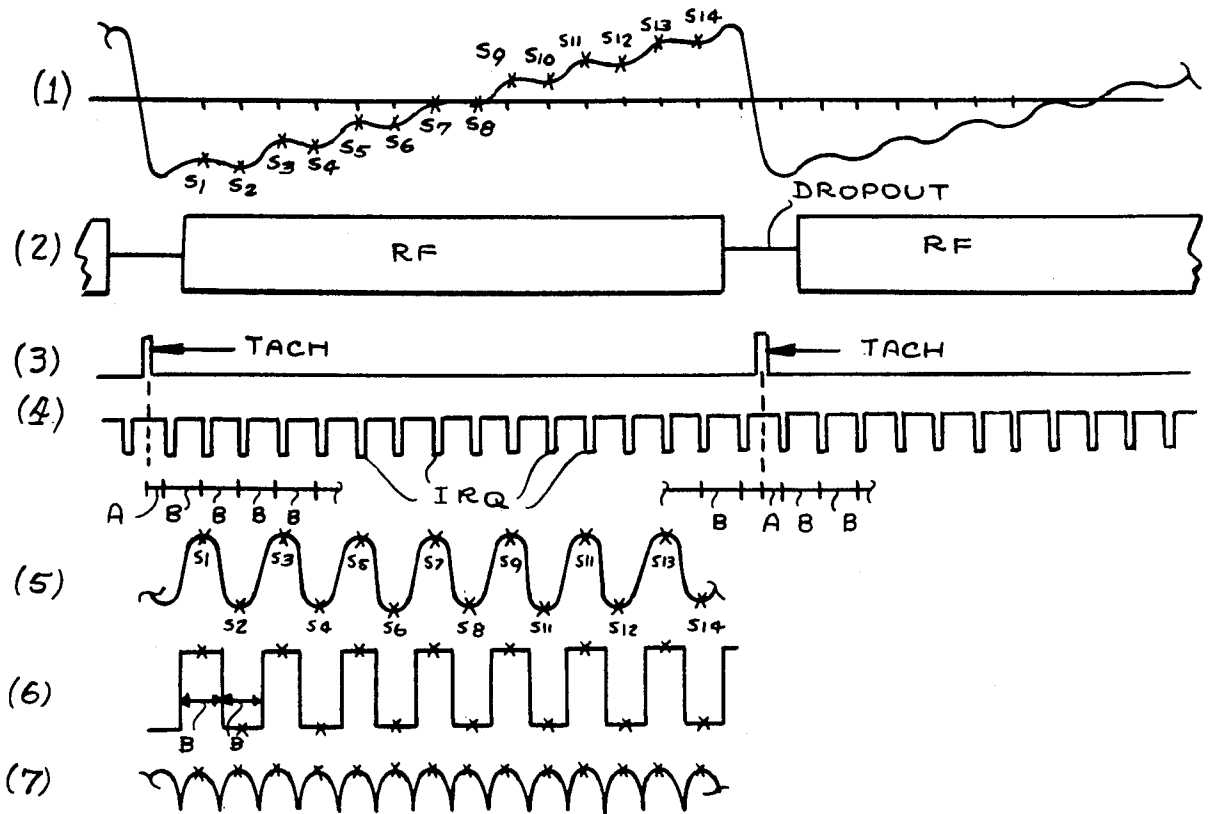 S1 S2 S3 S4 S5 S6 S7 S8 S9 S10 S11 S12 S13 S14
(1)
DROPOUT
(2) RF RF
(3) TACH TACH
(4)
A B B B B IRQ B A B B
S1 S3 S5 S7 S9 S11 S13
(5)
S2 S4 S6 S8 S11 S12 S14
(6)
B B
(7)